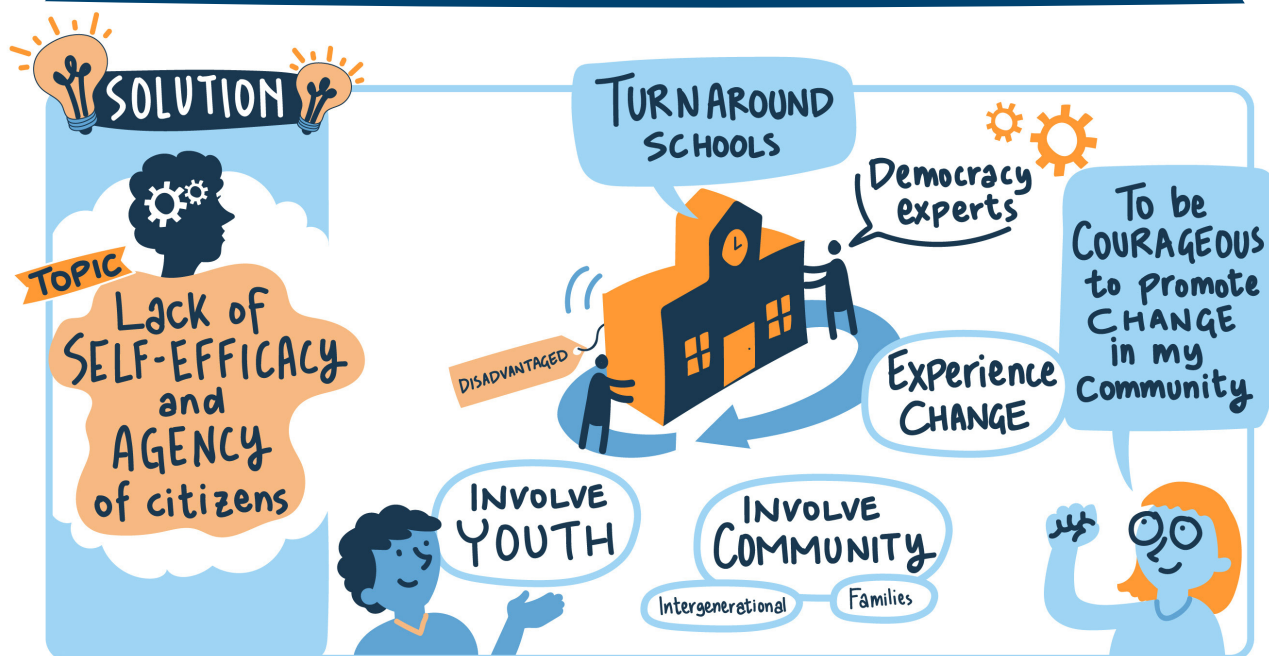 SOLUTION
TOPIC
Lack of
SELF-EFFICACY
and
AGENCY
of citizens
TURNAROUND
SCHOOLS
Democracy
experts
DISADVANTAGED
Experience
CHANGE
To be
COURAGEOUS
to promote
CHANGE
in my
Community
INVOLVE
YOUTH
INVOLVE
COMMUNITY
Intergenerational
Families